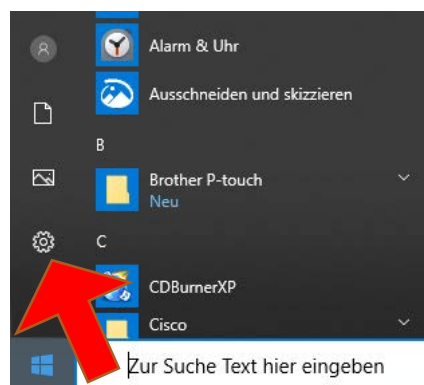 Alarm & Uhr
Ausschneiden und skizzieren
B
Brother P-touch
Neu
C
CDBurnerXP
Cisco
Zur Suche Text hier eingeben